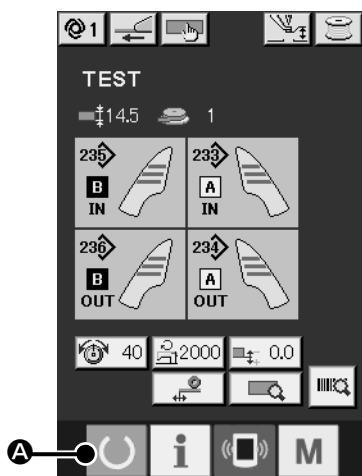 1
TEST
14.5 1
235 233
B A
IN IN
236 234
B A
OUT OUT
40 2000 0.0
A i M